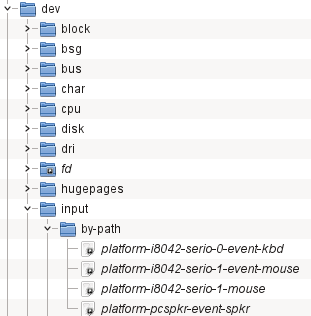 dev
block
bsg
bus
char
cpu
disk
dri
fd
hugepages
input
by-path
platform-i8042-serio-0-event-kbd
platform-i8042-serio-1-event-mouse
platform-i8042-serio-1-mouse
platform-pcspkr-event-spkr